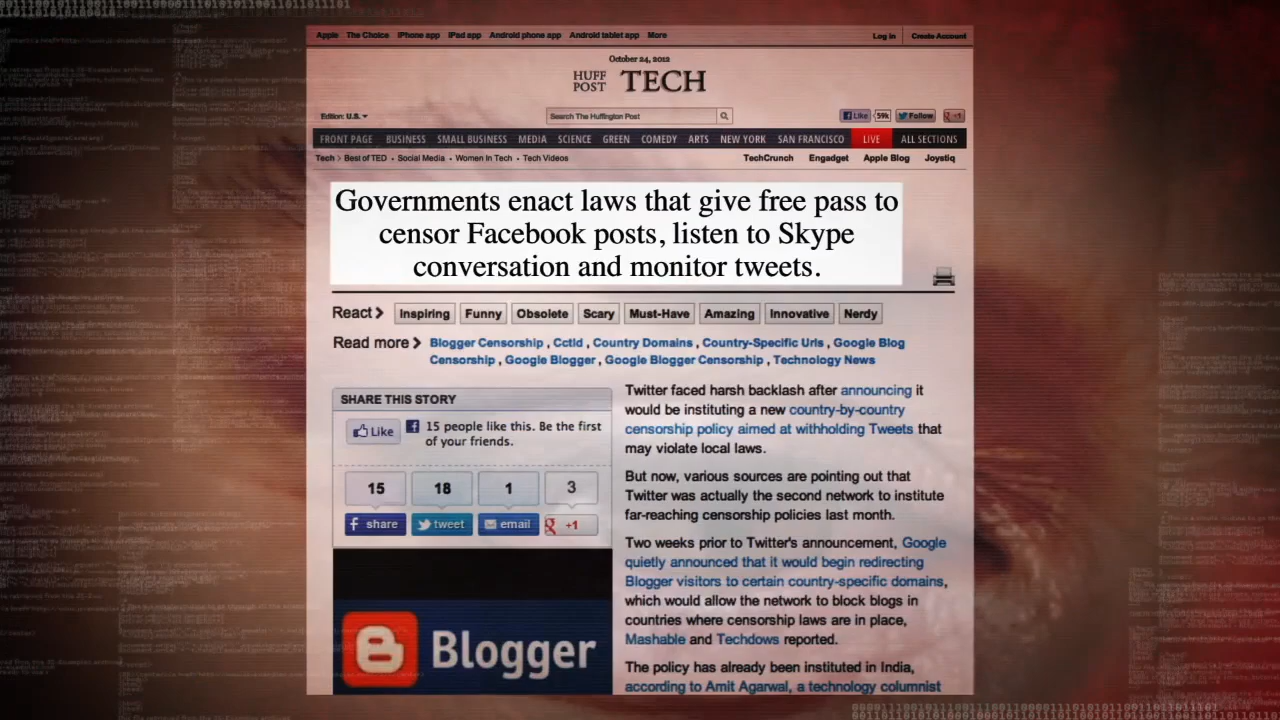 Apple The Choice iPhone app iPad app Android phone app Android tablet app More Log in Create Account
October 24, 2012
HUFF POST TECH
Edition: U.S. Search The Huffington Post Like 59k Follow +1
FRONT PAGE BUSINESS SMALL BUSINESS MEDIA SCIENCE GREEN COMEDY ARTS NEW YORK SAN FRANCISCO LIVE ALL SECTIONS
Tech > Best of TED • Social Media • Women In Tech • Tech Videos TechCrunch Engadget Apple Blog Joystiq
Governments enact laws that give free pass to
censor Facebook posts, listen to Skype
conversation and monitor tweets.
React > Inspiring Funny Obsolete Scary Must-Have Amazing Innovative Nerdy
Read more > Blogger Censorship , Cctld , Country Domains , Country-Specific Urls , Google Blog
Censorship , Google Blogger , Google Blogger Censorship , Technology News
SHARE THIS STORY
Like 15 people like this. Be the first
of your friends.
15 18 1 3
share tweet email +1
Blogger
Twitter faced harsh backlash after announcing it
would be instituting a new country-by-country
censorship policy aimed at withholding Tweets that
may violate local laws.
But now, various sources are pointing out that
Twitter was actually the second network to institute
far-reaching censorship policies last month.
Two weeks prior to Twitter's announcement, Google
quietly announced that it would begin redirecting
Blogger visitors to certain country-specific domains,
which would allow the network to block blogs in
countries where censorship laws are in place,
Mashable and Techdows reported.
The policy has already been instituted in India,
according to Amit Agarwal, a technology columnist